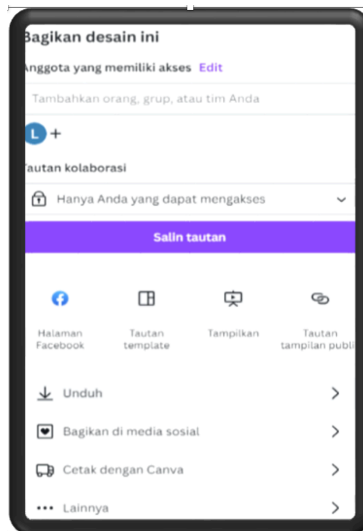 Bagikan desain ini
Anggota yang memiliki akses Edit
Tambahkan orang, grup, atau tim Anda
L +
Tautan kolaborasi
Hanya Anda yang dapat mengakses
Salin tautan
Halaman Facebook
Tautan template
Tampilkan
Tautan tampilan publi
Unduh
Bagikan di media sosial
Cetak dengan Canva
Lainnya